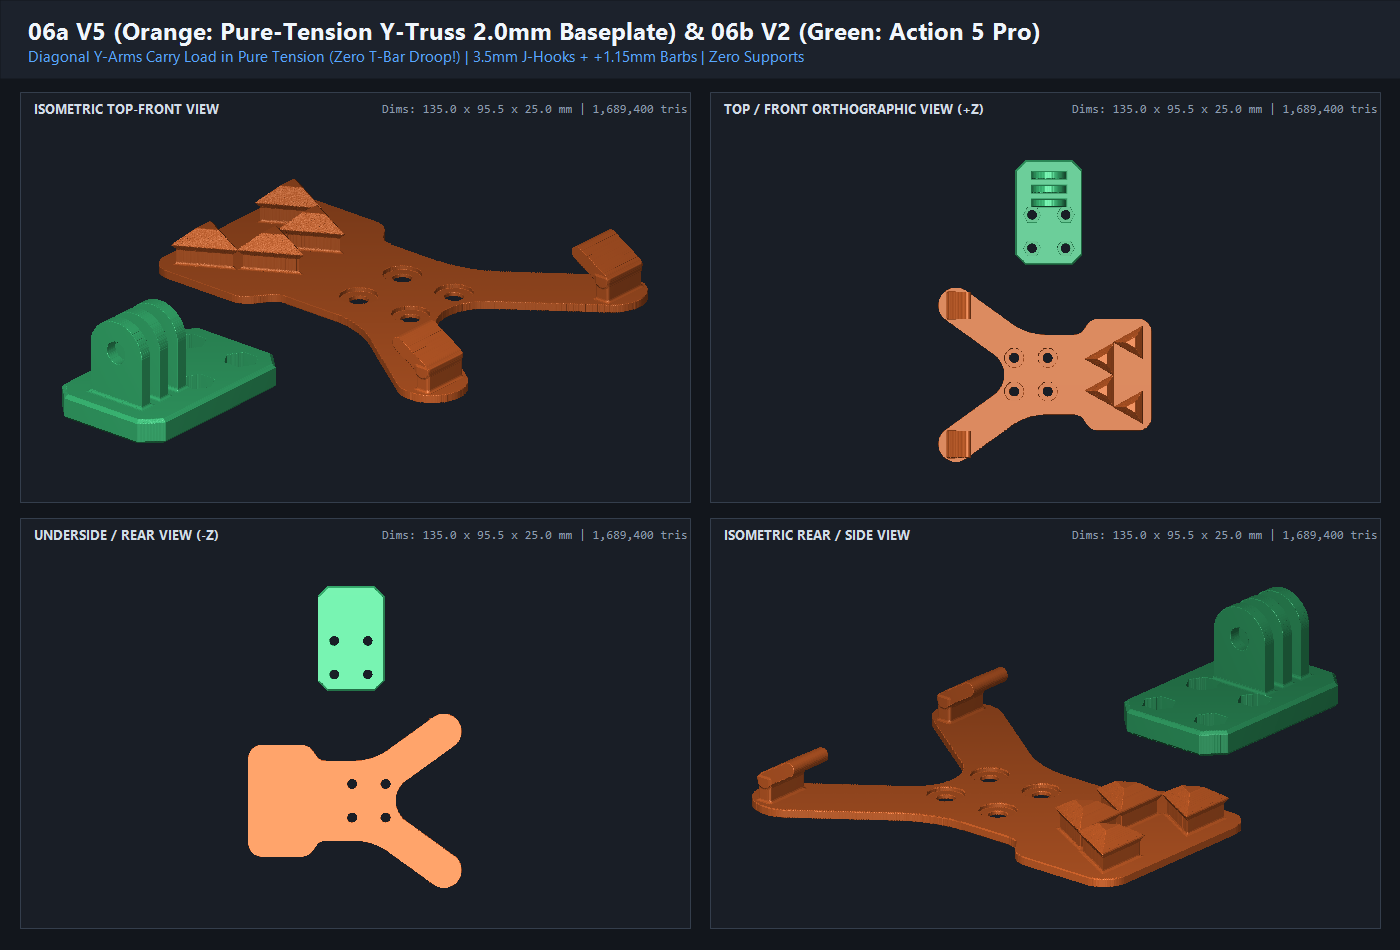 06a V5 (Orange: Pure-Tension Y-Truss 2.0mm Baseplate) & 06b V2 (Green: Action 5 Pro)
Diagonal Y-Arms Carry Load in Pure Tension (Zero T-Bar Droop!) | 3.5mm J-Hooks + +1.15mm Barbs | Zero Supports
ISOMETRIC TOP-FRONT VIEW
Dims: 135.0 x 95.5 x 25.0 mm | 1,689,400 tris
TOP / FRONT ORTHOGRAPHIC VIEW (+Z)
Dims: 135.0 x 95.5 x 25.0 mm | 1,689,400 tris
UNDERSIDE / REAR VIEW (-Z)
Dims: 135.0 x 95.5 x 25.0 mm | 1,689,400 tris
ISOMETRIC REAR / SIDE VIEW
Dims: 135.0 x 95.5 x 25.0 mm | 1,689,400 tris